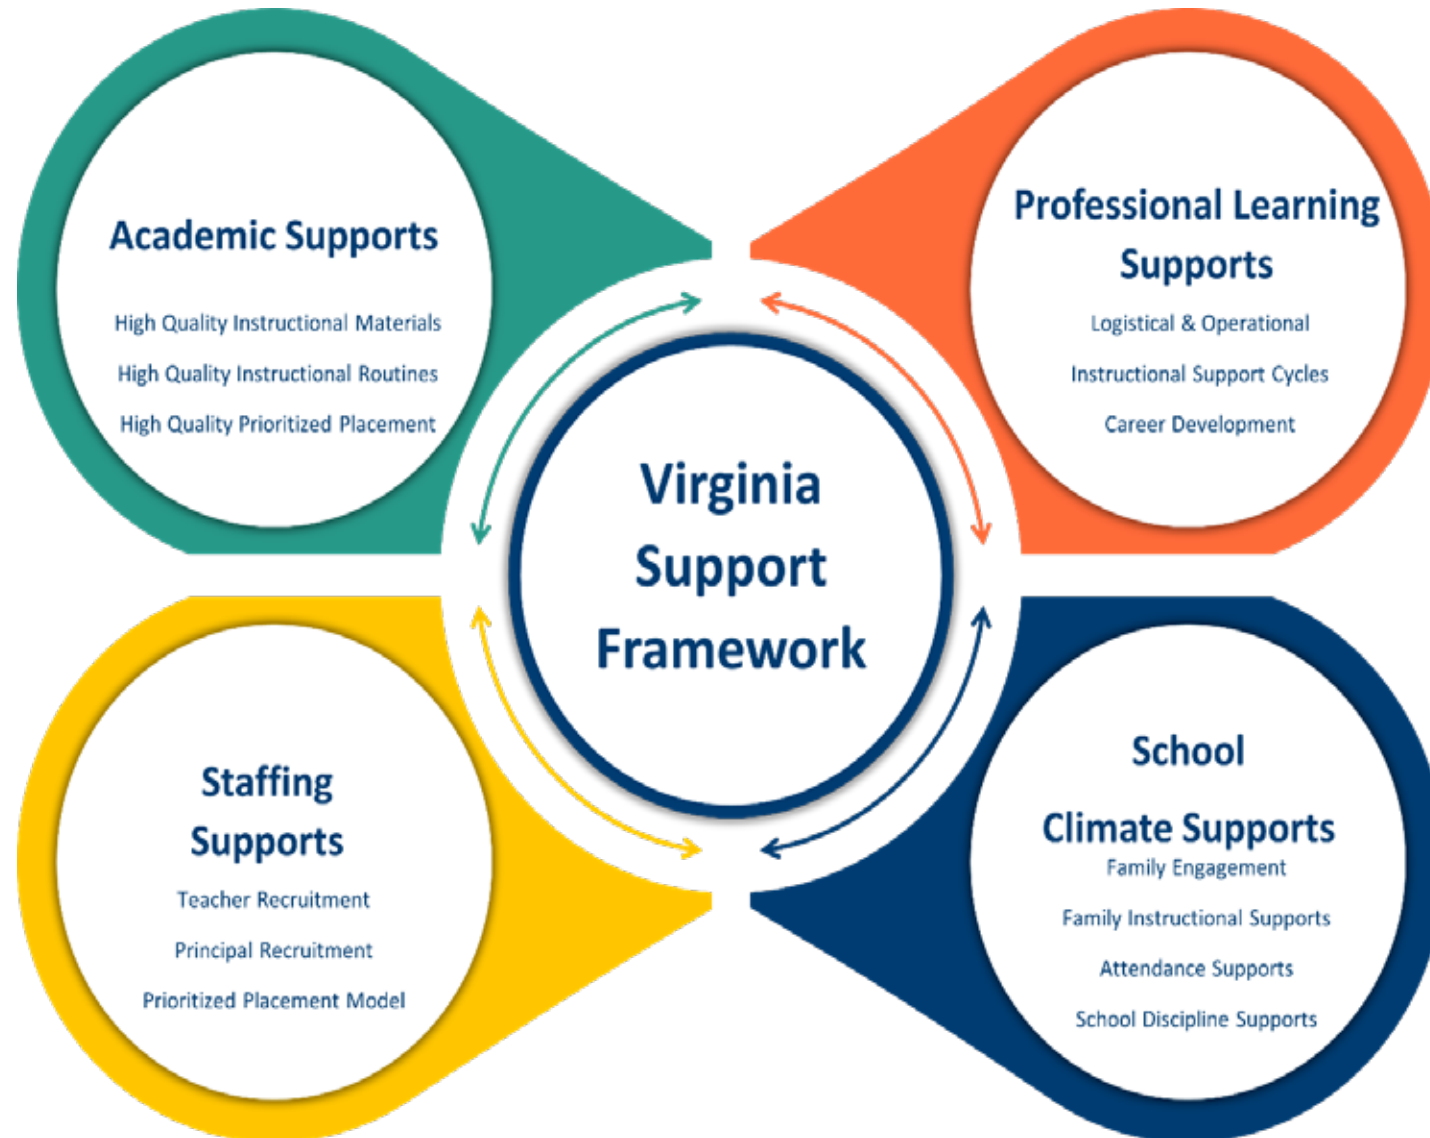 Academic Supports
High Quality Instructional Materials
High Quality Instructional Routines
High Quality Prioritized Placement
Professional Learning
Supports
Logistical & Operational
Instructional Support Cycles
Career Development
Virginia
Support
Framework
Staffing
Supports
Teacher Recruitment
Principal Recruitment
Prioritized Placement Model
School
Climate Supports
Family Engagement
Family Instructional Supports
Attendance Supports
School Discipline Supports